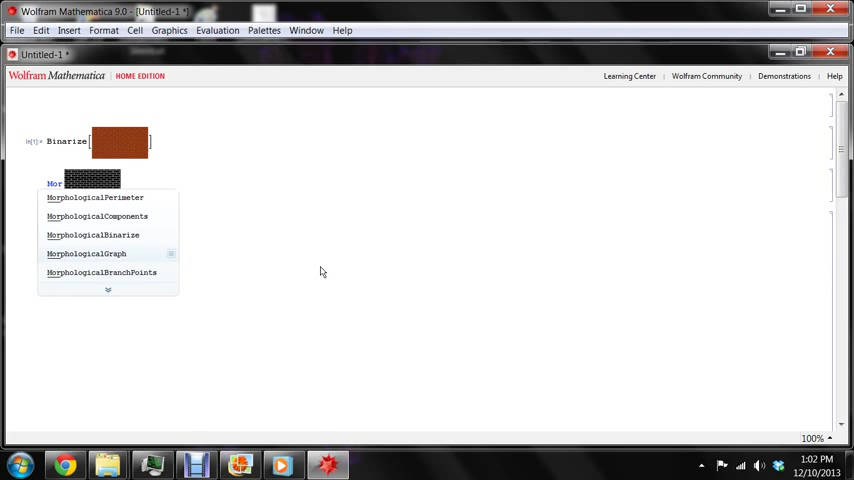 Wolfram Mathematica 9.0 - [Untitled-1 *]
File Edit Insert Format Cell Graphics Evaluation Palettes Window Help
Untitled-1 *
Wolfram Mathematica | HOME EDITION Learning Center | Wolfram Community | Demonstrations | Help
In[1]:= Binarize[ ]
Mor
MorphologicalPerimeter
MorphologicalComponents
MorphologicalBinarize
MorphologicalGraph
MorphologicalBranchPoints
100%
1:02 PM
12/10/2013